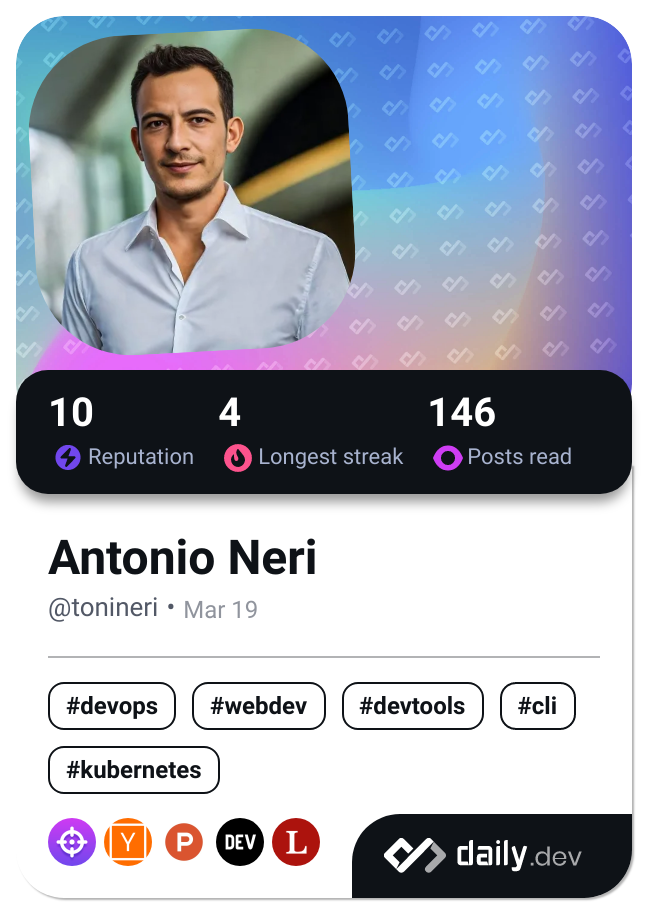 10 4 146
Reputation Longest streak Posts read
Antonio Neri
@tonineri • Mar 19
#devops #webdev #devtools #cli
#kubernetes
Y P DEV L daily.dev